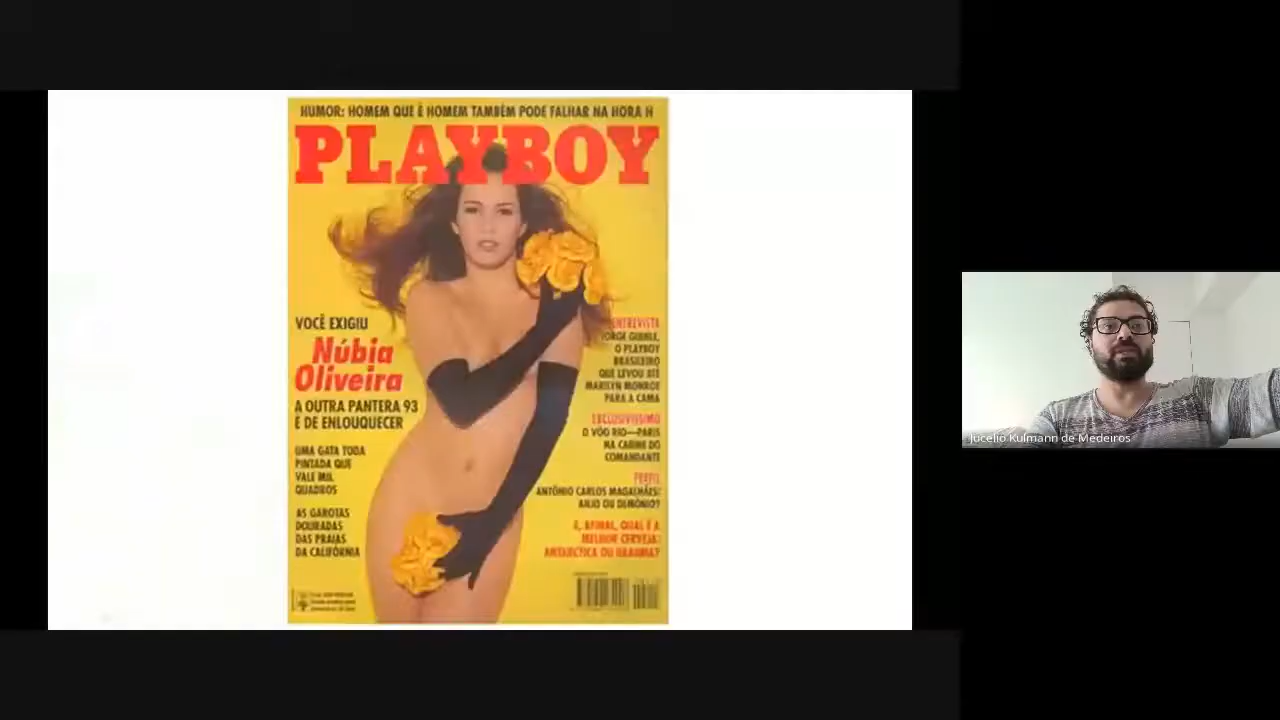 HUMOR: HOMEM QUE É HOMEM TAMBÉM PODE FALHAR NA HORA H
PLAYBOY
VOCÊ EXIGIU
Núbia
Oliveira
A OUTRA PANTERA 93
É DE ENLOUQUECER
UMA GATA TODA
PINTADA QUE
VALE MIL
QUADROS
AS GAROTAS
DOURADAS
DAS PRAIAS
DA CALIFÓRNIA
ENTREVISTA
JORGE GUINLE,
O PLAYBOY
BRASILEIRO
QUE LEVOU ATÉ
MARILYN MONROE
PARA A CAMA
EXCLUSIVÍSSIMO
O VÔO RIO—PARIS
NA CABINE DO
COMANDANTE
PERFIL
ANTÔNIO CARLOS MAGALHÃES:
ANJO OU DEMÔNIO?
E, AFINAL, QUAL É A
MELHOR CERVEJA:
ANTARCTICA OU BRAHMA?
Jucelio Kulmann de Medeiros